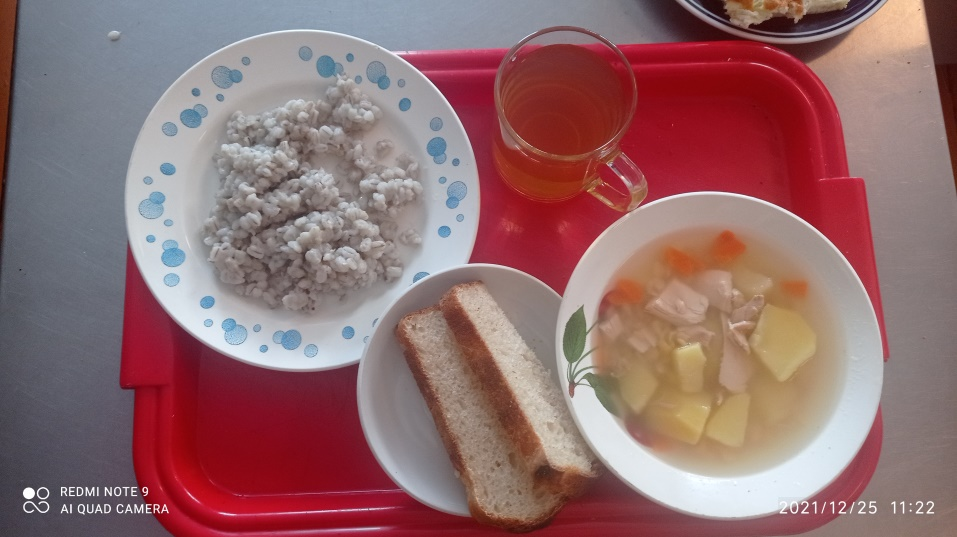 REDMI NOTE 9
AI QUAD CAMERA
2021/12/25 11:22